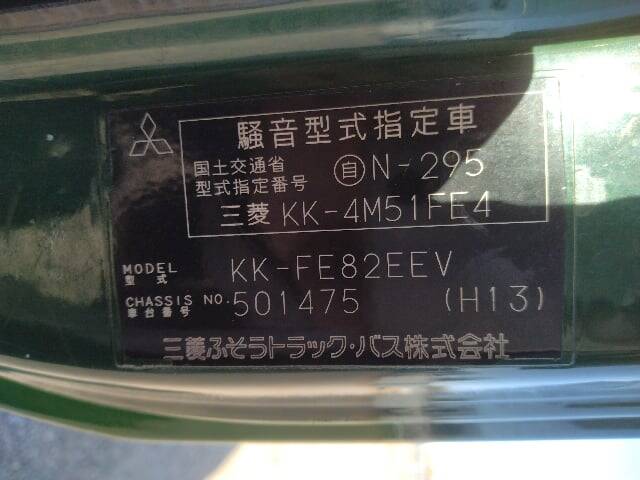 騒音型式指定車
国土交通省
型式指定番号 自N-295
三菱 KK-4M51FE4
MODEL
型式 KK-FE82EEV
CHASSIS NO.
車台番号 501475 (H13)
三菱ふそうトラック・バス株式会社